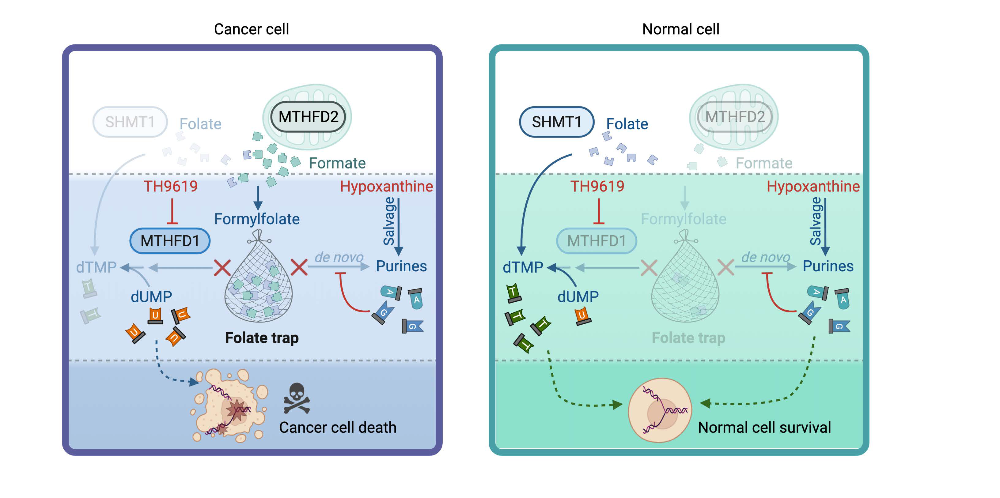 Cancer cell
SHMT1
Folate
MTHFD2
Formate
TH9619
Hypoxanthine
Formylfolate
Salvage
MTHFD1
de novo
dTMP
Purines
T
T
dUMP
U
U
U
U
A
A
G
G
Folate trap
Cancer cell death
Normal cell
SHMT1
Folate
MTHFD2
Formate
TH9619
Hypoxanthine
Formylfolate
Salvage
MTHFD1
de novo
dTMP
Purines
T
T
T
T
dUMP
U
A
A
G
G
Folate trap
Normal cell survival